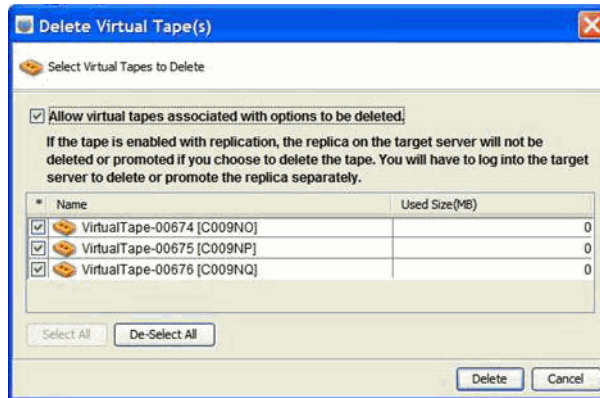 Delete Virtual Tape(s)
Select Virtual Tapes to Delete
Allow virtual tapes associated with options to be deleted.
If the tape is enabled with replication, the replica on the target server will not be
deleted or promoted if you choose to delete the tape. You will have to log into the target
server to delete or promote the replica separately.
* Name Used Size(MB)
VirtualTape-00674 [C009NO] 0
VirtualTape-00675 [C009NP] 0
VirtualTape-00676 [C009NQ] 0
Select All De-Select All
Delete Cancel